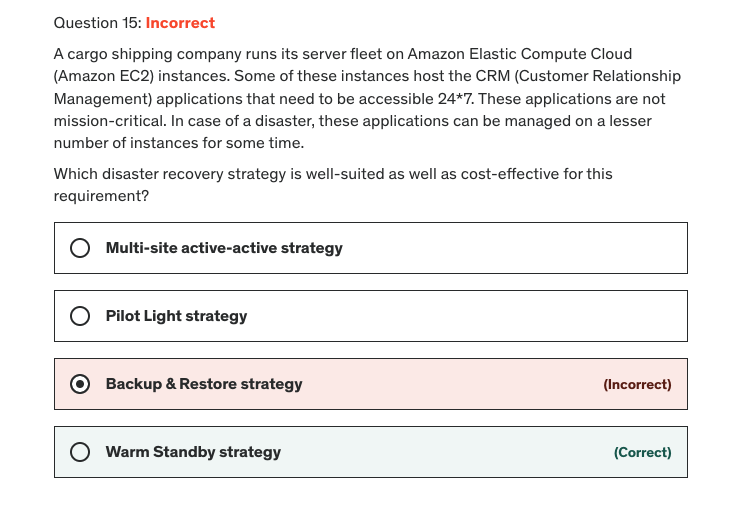 Question 15: Incorrect
A cargo shipping company runs its server fleet on Amazon Elastic Compute Cloud
(Amazon EC2) instances. Some of these instances host the CRM (Customer Relationship
Management) applications that need to be accessible 24*7. These applications are not
mission-critical. In case of a disaster, these applications can be managed on a lesser
number of instances for some time.
Which disaster recovery strategy is well-suited as well as cost-effective for this
requirement?
Multi-site active-active strategy
Pilot Light strategy
Backup & Restore strategy (Incorrect)
Warm Standby strategy (Correct)